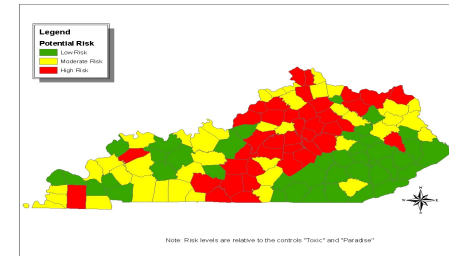 Legend
Potential Risk
Low Risk
Moderate Risk
High Risk
Note: Risk levels are relative to the controls "Toxic" and "Paradise"